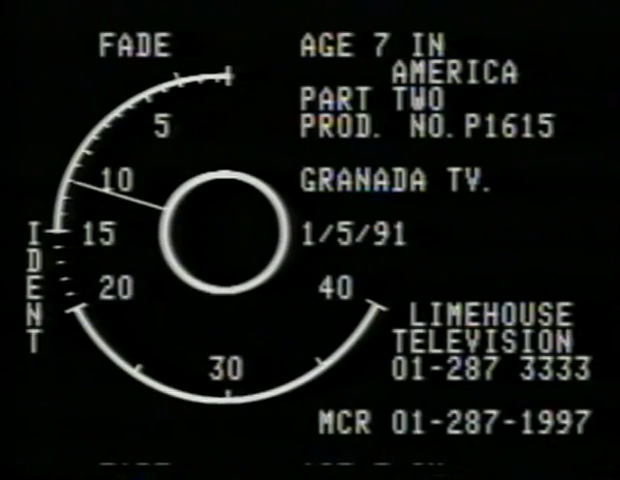 FADE
AGE 7 IN
AMERICA
PART TWO
PROD. NO. P1615
GRANADA TV.
1/5/91
5
10
15
20
30
40
IDENT
LIMEHOUSE
TELEVISION
01-287 3333
MCR 01-287-1997